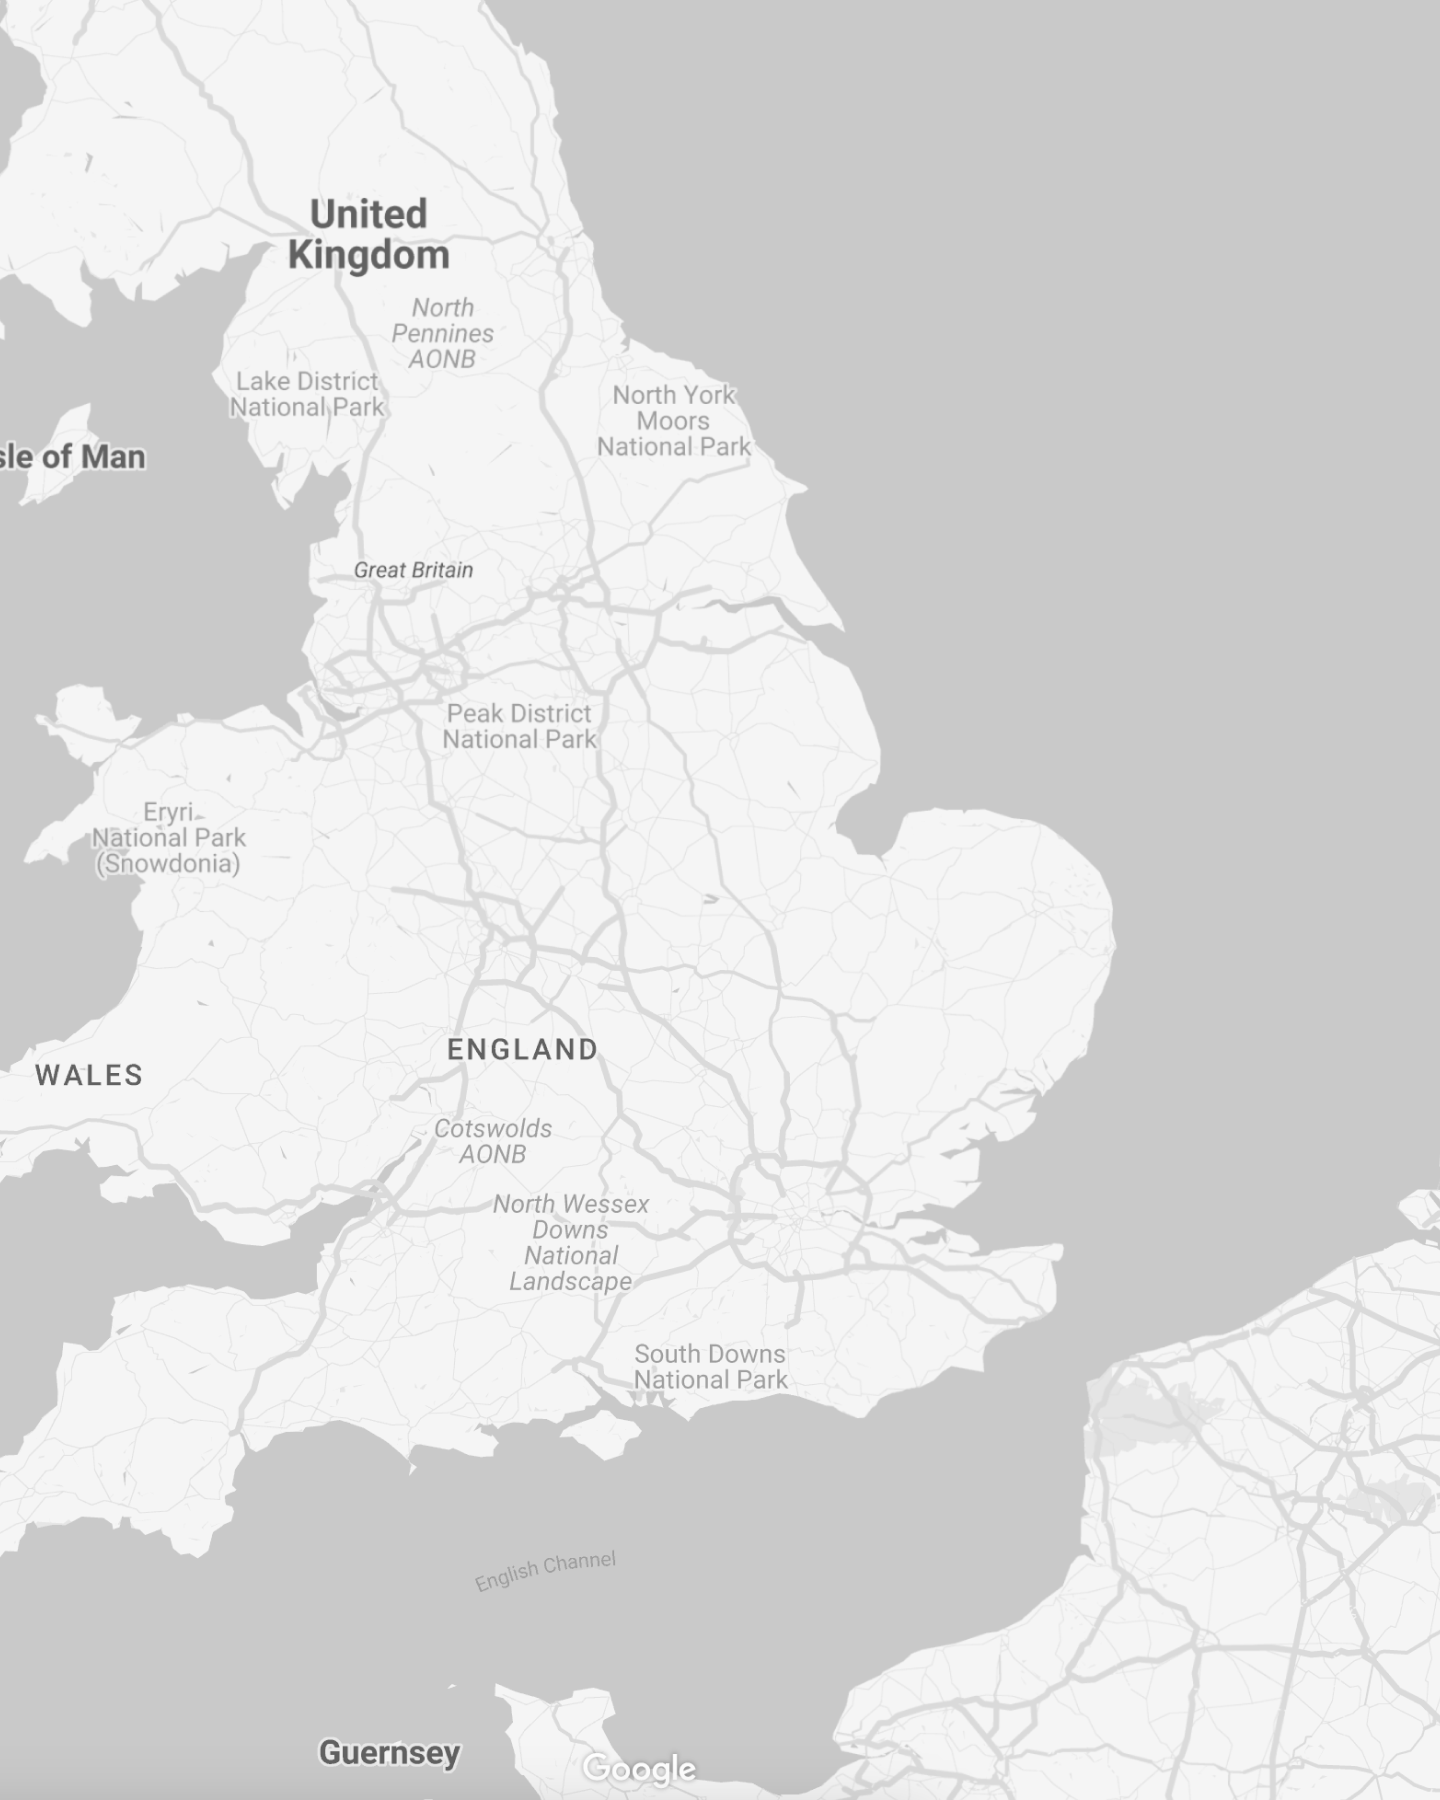 United
Kingdom
North
Pennines
AONB
Lake District
National Park
North York
Moors
National Park
sle of Man
Great Britain
Peak District
National Park
Eryri
National Park
(Snowdonia)
ENGLAND
WALES
Cotswolds
AONB
North Wessex
Downs
National
Landscape
South Downs
National Park
English Channel
Guernsey
Google